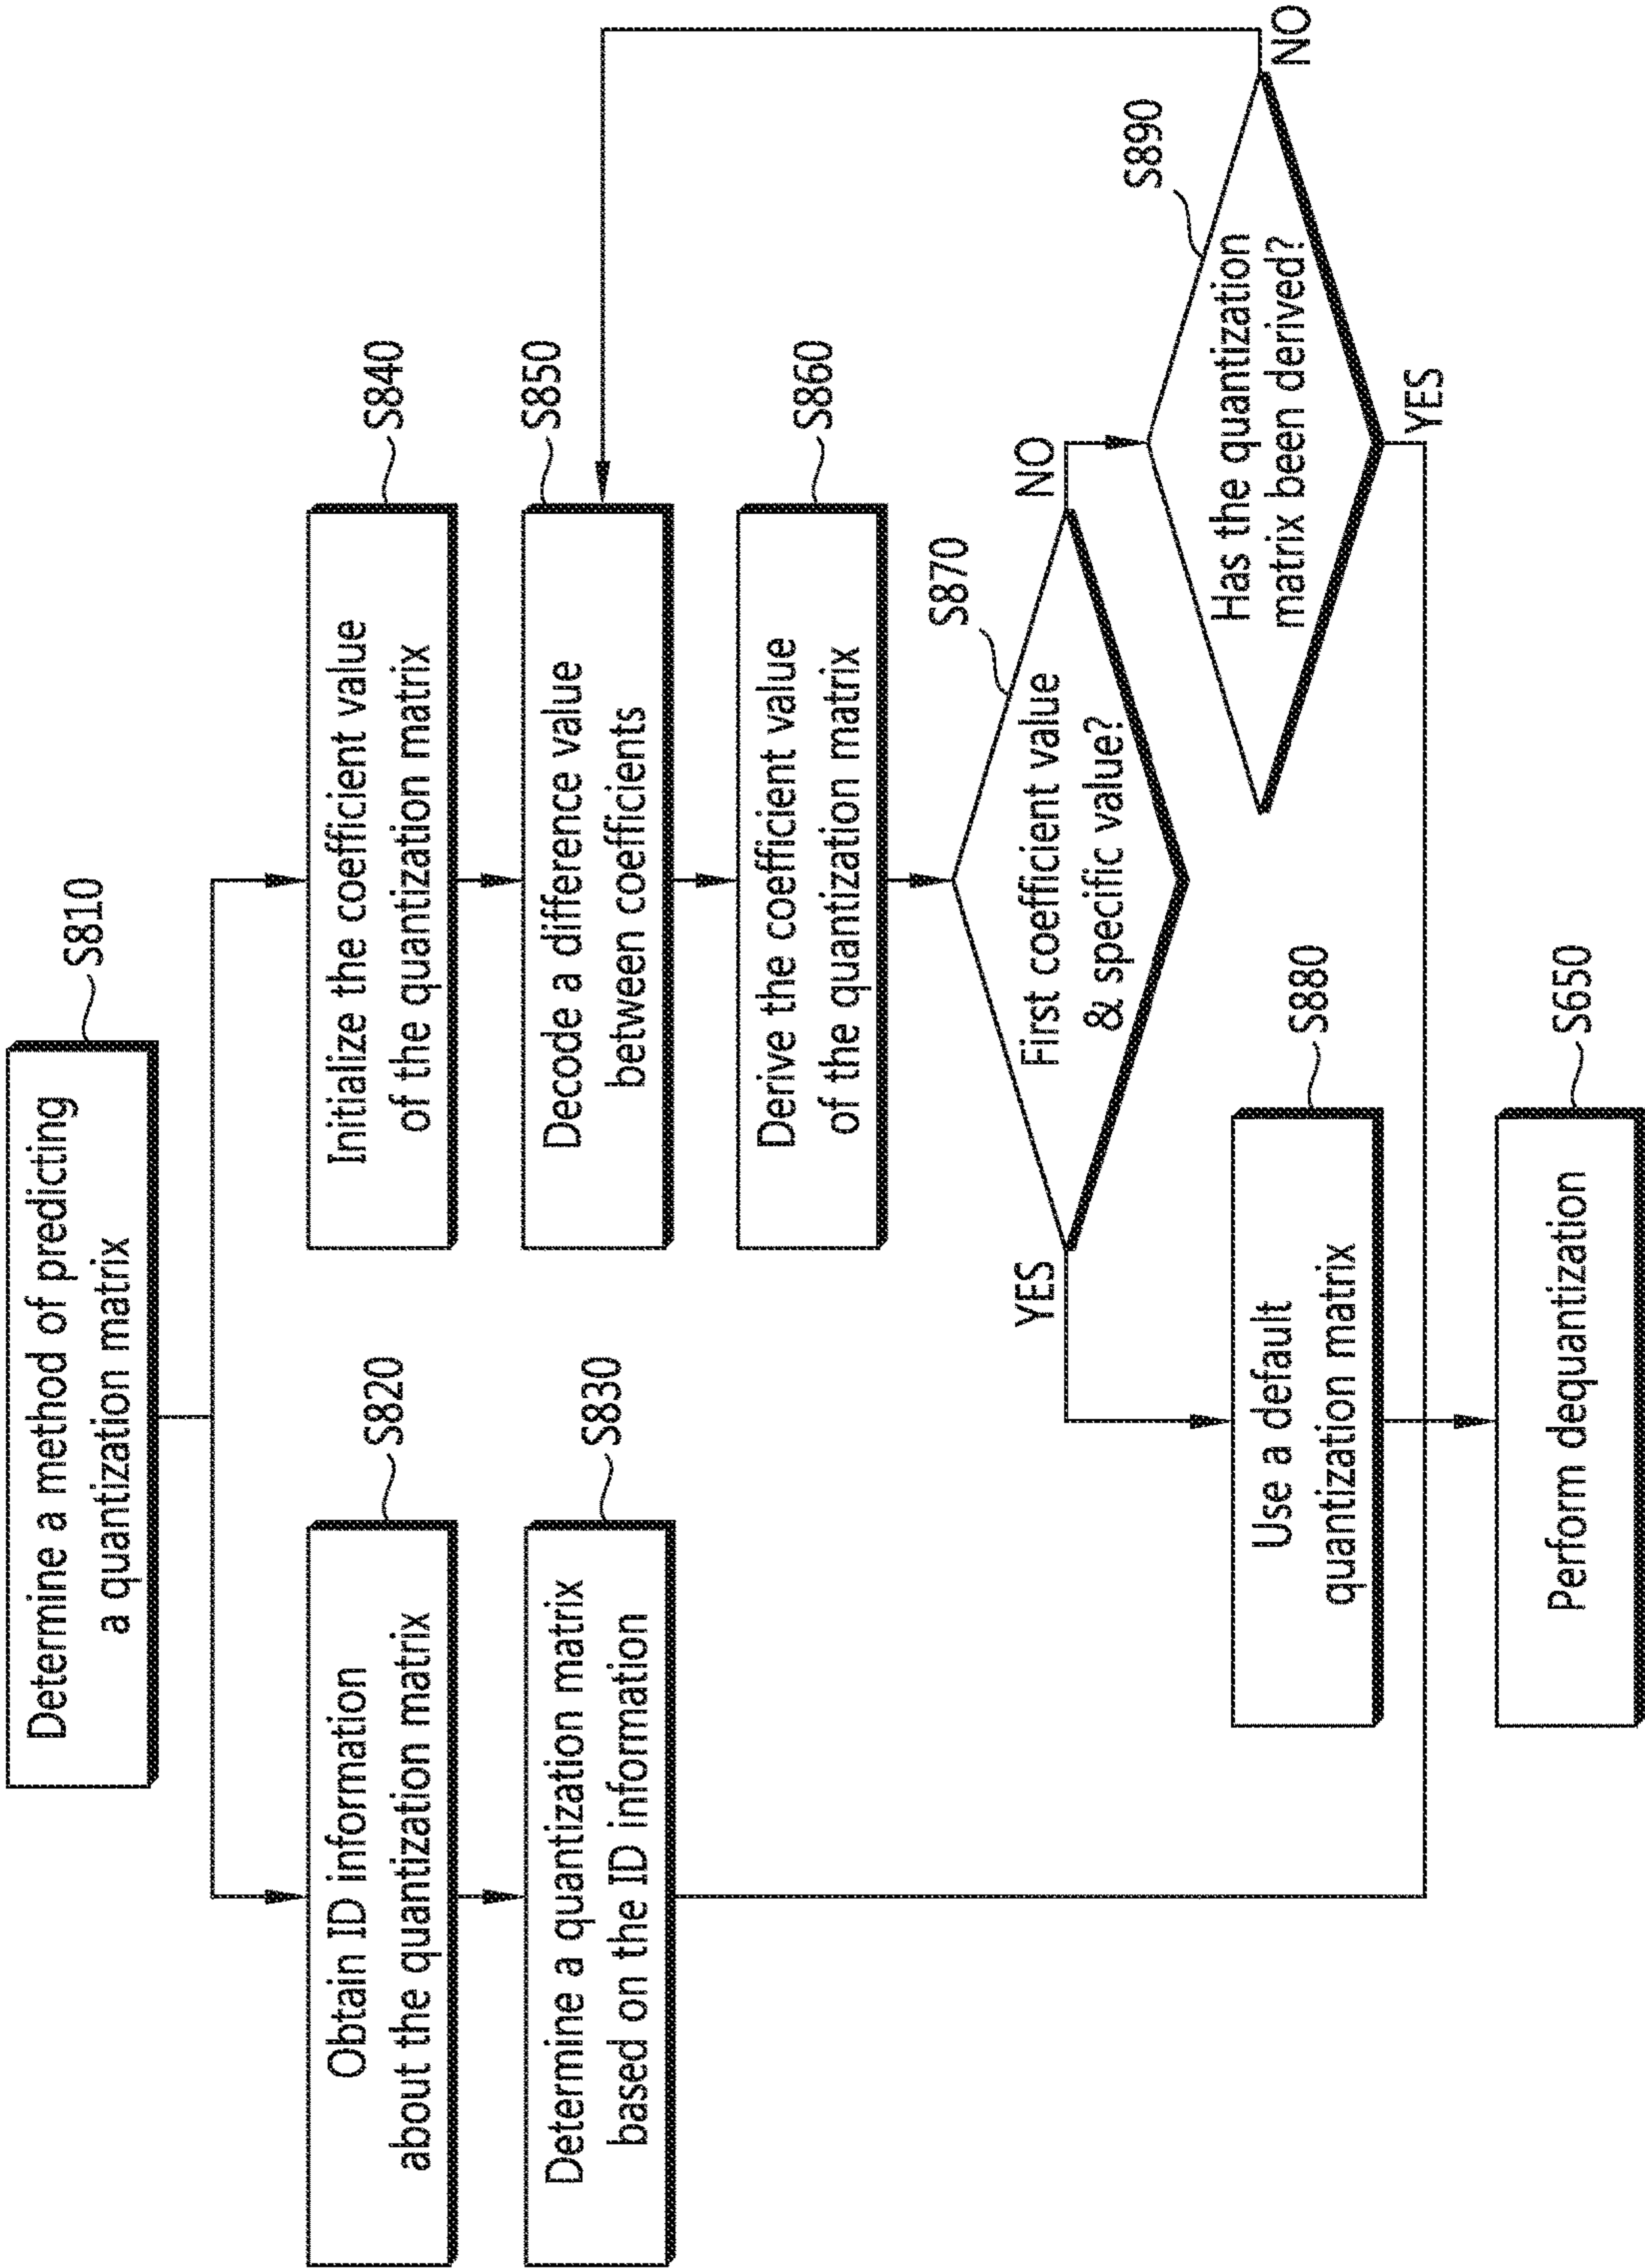 Determine a method of predicting
a quantization matrix
S810
Obtain ID information
about the quantization matrix
S820
Determine a quantization matrix
based on the ID information
S830
Initialize the coefficient value
of the quantization matrix
S840
Decode a difference value
between coefficients
S850
Derive the coefficient value
of the quantization matrix
S860
First coefficient value
& specific value?
S870
YES
NO
Use a default
quantization matrix
S880
Has the quantization
matrix been derived?
S890
NO
YES
Perform dequantization
S650